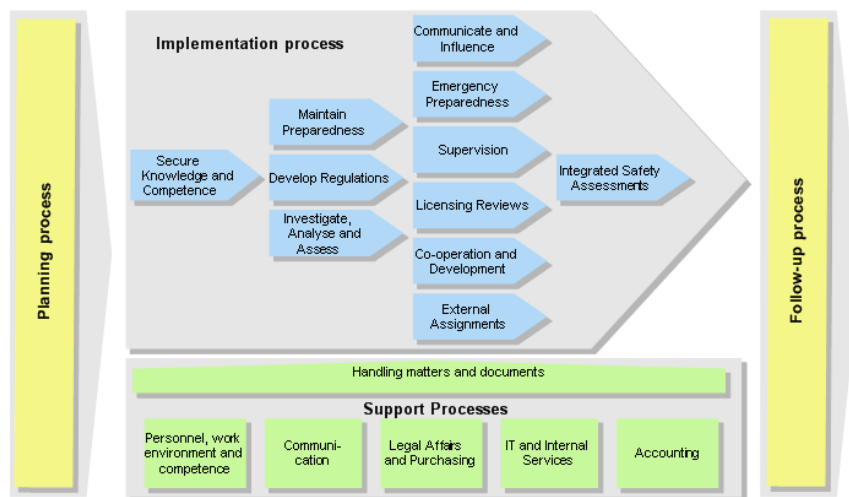 Planning process
Implementation process
Secure
Knowledge and
Competence
Maintain
Preparedness
Develop Regulations
Investigate,
Analyse and
Assess
Communicate and
Influence
Emergency
Preparedness
Supervision
Licensing Reviews
Co-operation and
Development
External
Assignments
Integrated Safety
Assessments
Follow-up process
Handling matters and documents
Support Processes
Personnel, work
environment and
competence
Communi-
cation
Legal Affairs
and Purchasing
IT and Internal
Services
Accounting